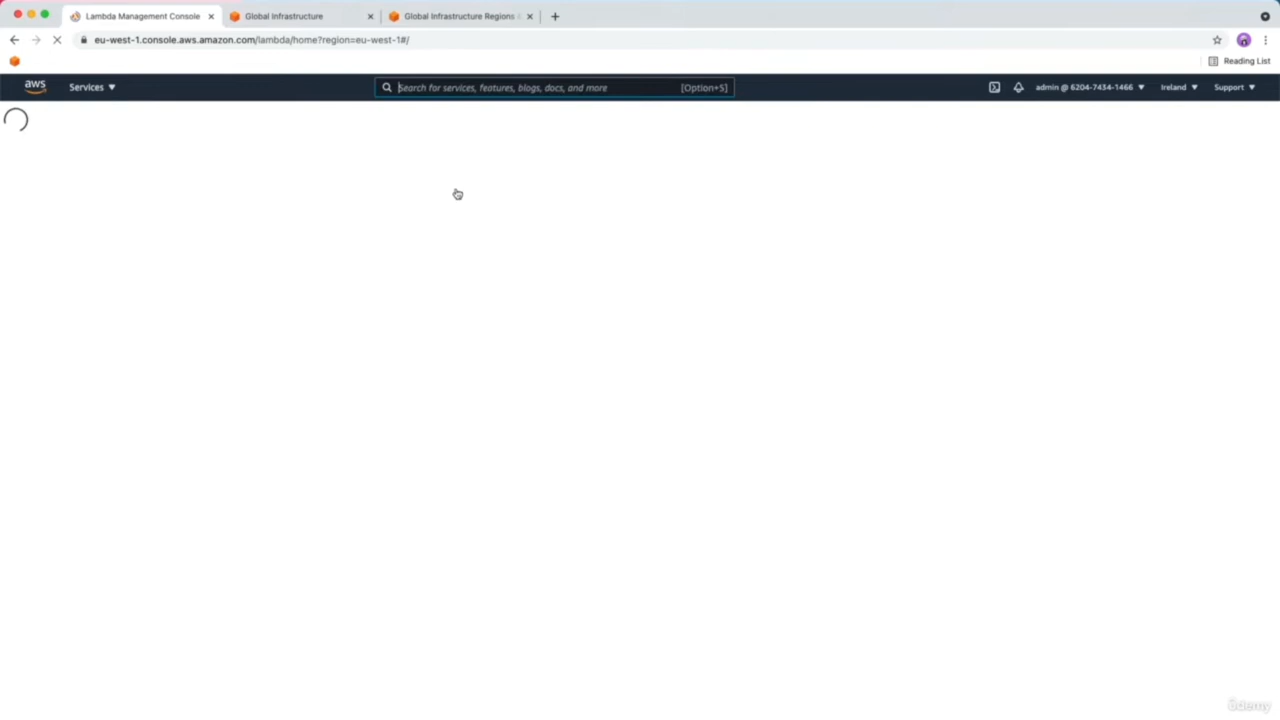 Lambda Management Console
Global Infrastructure
Global Infrastructure Regions
eu-west-1.console.aws.amazon.com/lambda/home?region=eu-west-1#/
Reading List
aws
Services
Search for services, features, blogs, docs, and more
[Option+S]
admin @ 6204-7434-1466
Ireland
Support
ûdemy